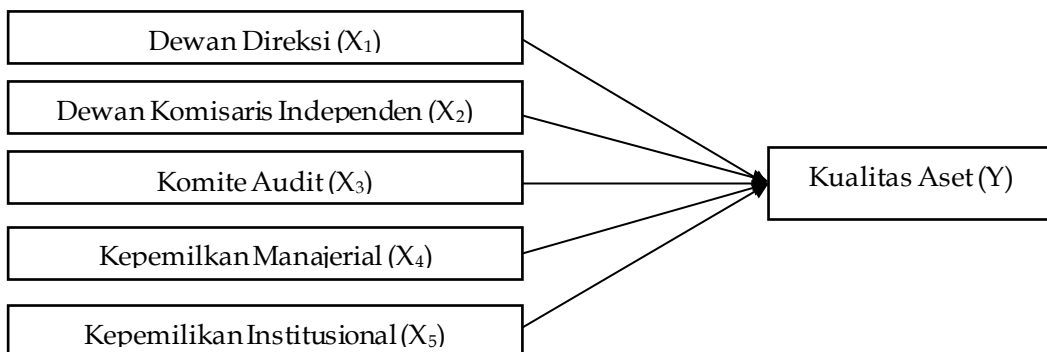 Dewan Direksi (X₁)
Dewan Komisaris Independen (X₂)
Komite Audit (X₃)
Kualitas Aset (Y)
Kepemilkan Manajerial (X₄)
Kepemilikan Institusional (X₅)